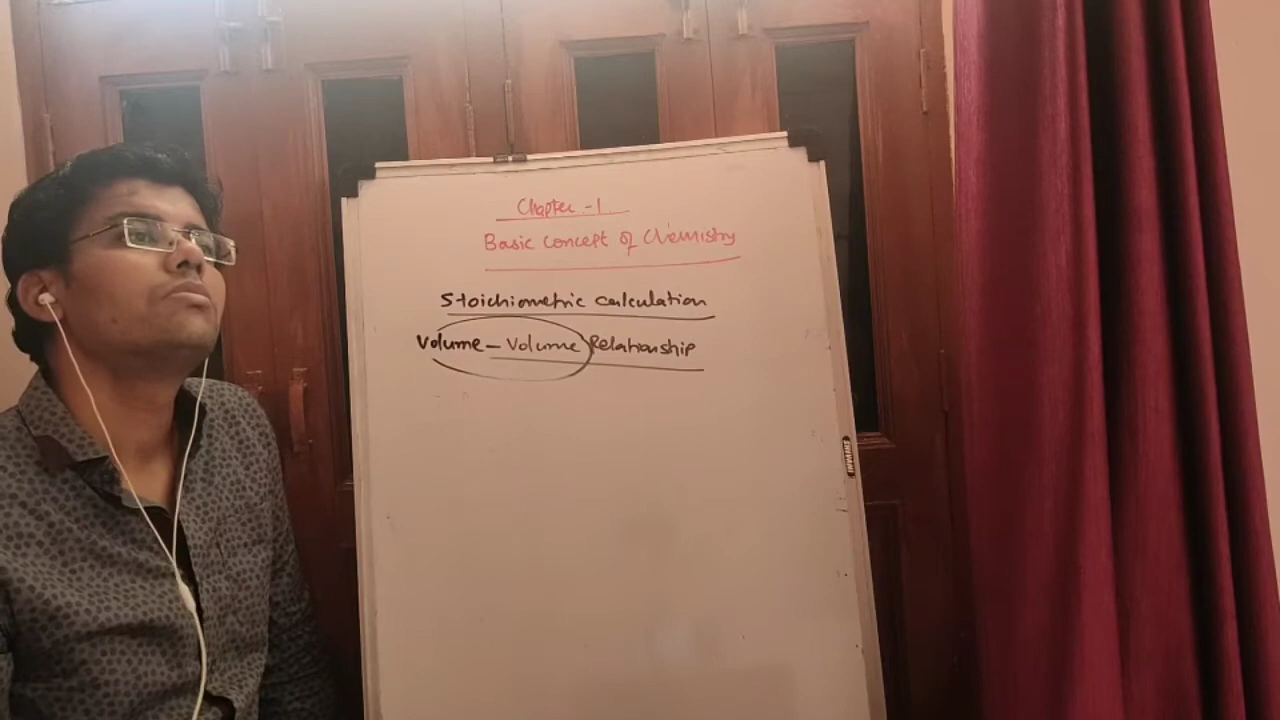 Chapter -1
Basic Concept of Chemistry
Stoichiometric calculation
Volume - Volume Relationship